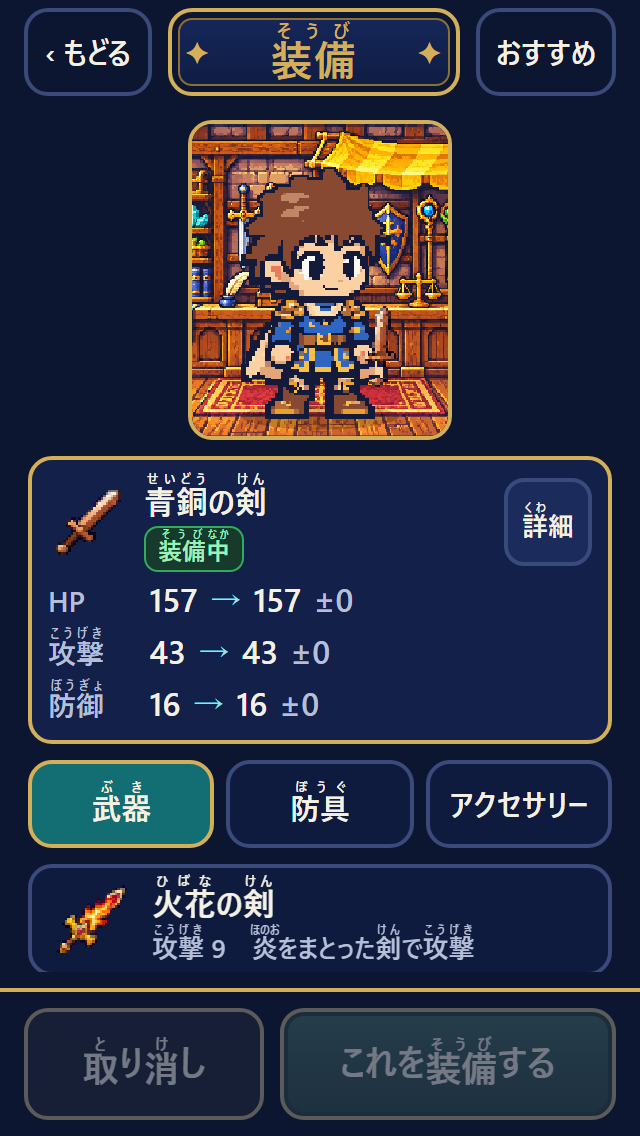 ‹ もどる
そうび
装備
おすすめ
せいどう けん
青銅の剣
そうびなか
装備中
くわ
詳細
HP 157 → 157 ±0
こうげき
攻撃 43 → 43 ±0
ぼうぎょ
防御 16 → 16 ±0
ぶき
武器
ぼうぐ
防具
アクセサリー
ひばな けん
火花の剣
こうげき ほのお けん こうげき
攻撃 9 炎をまとった剣で攻撃
と け
取り消し
そうび
これを装備する